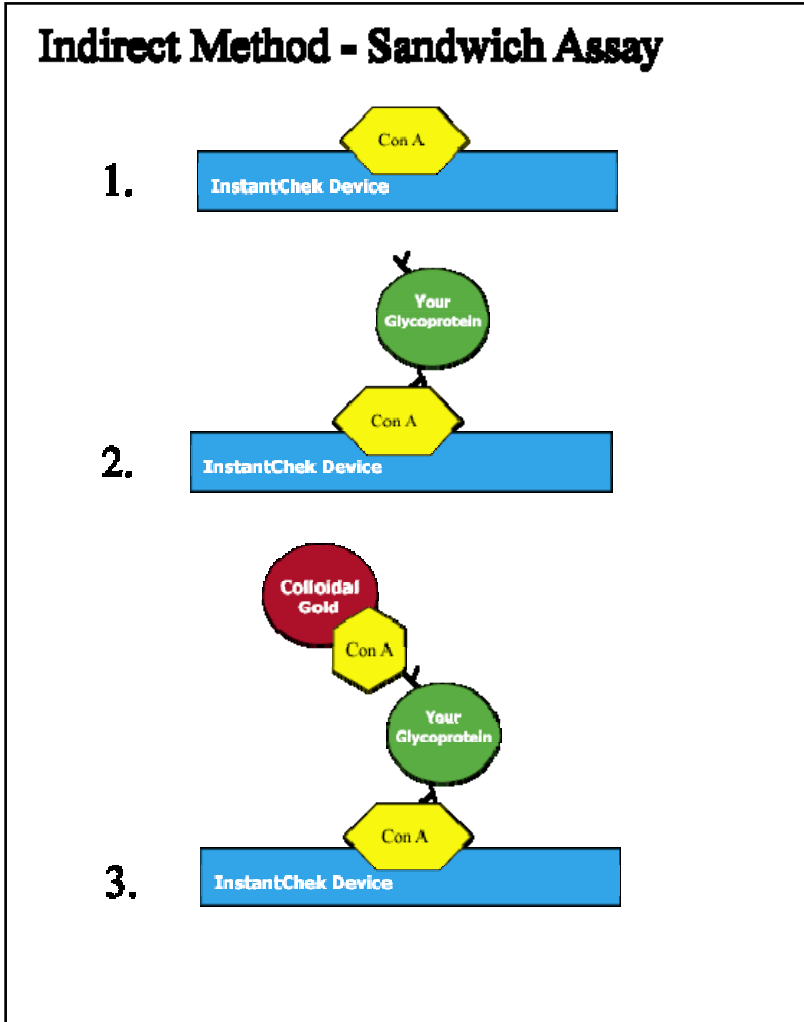 Indirect Method - Sandwich Assay
Con A
1.
InstantChek Device
Your
Glycoprotein
Con A
2.
InstantChek Device
Colloidal
Gold
Con A
Your
Glycoprotein
Con A
3.
InstantChek Device